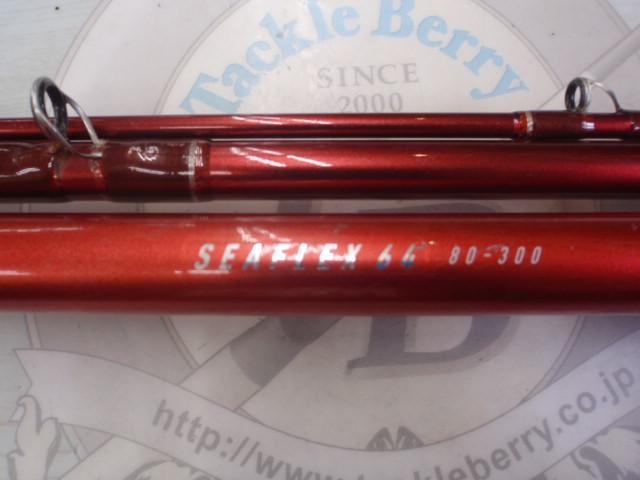 Tackle Berry
SINCE
2000
SEAFLEX 64 80-300
B
http://www.tackleberry.co.jp